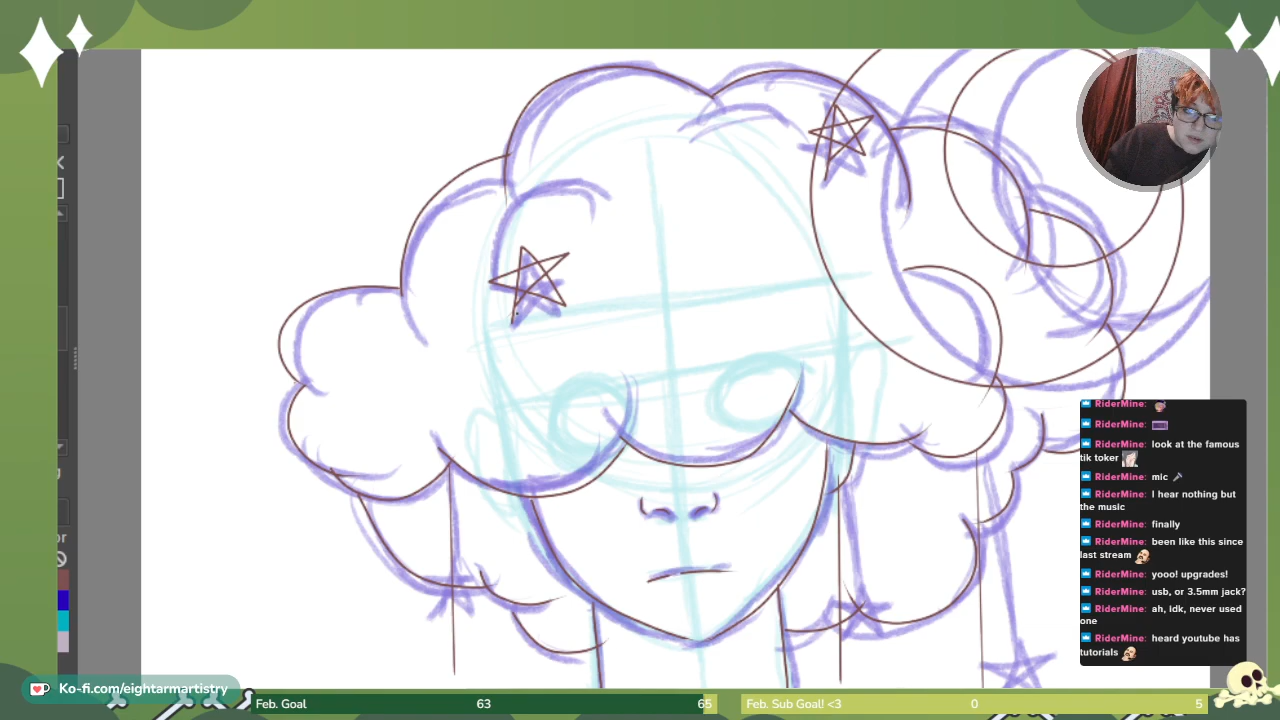 RiderMine:
RiderMine:
RiderMine: look at the famous
tik toker
RiderMine: mic
RiderMine: I hear nothing but
the music
RiderMine: finally
RiderMine: been like this since
last stream
RiderMine: yooo! upgrades!
RiderMine: usb, or 3.5mm jack?
RiderMine: ah, idk, never used
one
RiderMine: heard youtube has
tutorials
Ko-fi.com/eightarmartistry
Feb. Goal 63 65
Feb. Sub Goal! <3 0 5